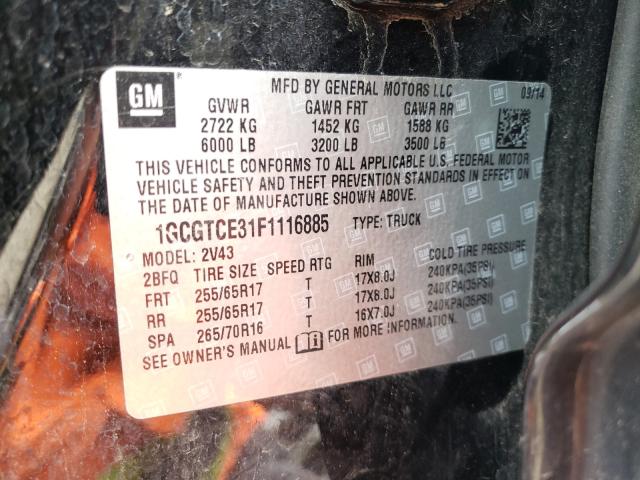 GM
MFD BY GENERAL MOTORS LLC 09/14
GVWR GAWR FRT GAWR RR
2722 KG 1452 KG 1588 KG
6000 LB 3200 LB 3500 LB
THIS VEHICLE CONFORMS TO ALL APPLICABLE U.S. FEDERAL MOTOR
VEHICLE SAFETY AND THEFT PREVENTION STANDARDS IN EFFECT ON
THE DATE OF MANUFACTURE SHOWN ABOVE.
1GCGTCE31F1116885 TYPE: TRUCK
MODEL: 2V43
2BFQ TIRE SIZE SPEED RTG RIM COLD TIRE PRESSURE
FRT 255/65R17 T 17X8.0J 240KPA(35PSI)
RR 255/65R17 T 17X8.0J 240KPA(35PSI)
SPA 265/70R16 T 16X7.0J 240KPA(35PSI)
SEE OWNER'S MANUAL FOR MORE INFORMATION.